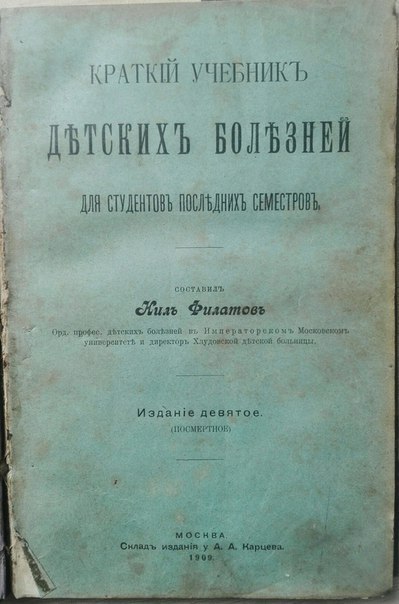 КРАТКІЙ УЧЕБНИКЪ
ДѢТСКИХЪ БОЛѢЗНЕЙ
ДЛЯ СТУДЕНТОВЪ ПОСЛѢДНИХЪ СЕМЕСТРОВЪ.
СОСТАВИЛЪ
Нилъ Филатовъ
Орд. профес. дѣтскихъ болѣзней въ Императорскомъ Московскомъ
университетѣ и директоръ Хлудовской дѣтской больницы.
Изданіе девятое.
(ПОСМЕРТНОЕ)
МОСКВА.
Складъ изданія у А. А. Карцева.
1909.